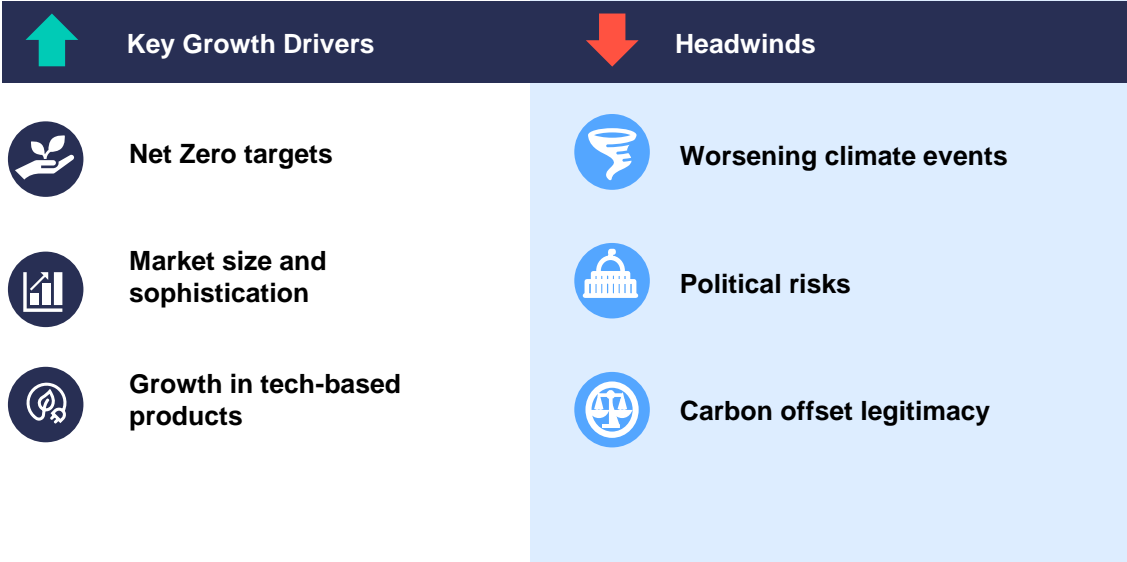 Key Growth Drivers
Net Zero targets
Market size and
sophistication
Growth in tech-based
products
Headwinds
Worsening climate events
Political risks
Carbon offset legitimacy